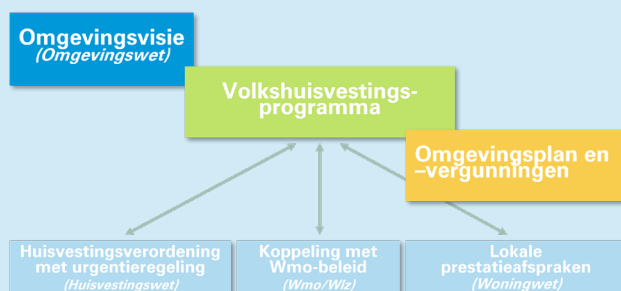 Omgevingsvisie
(Omgevingswet)
Volkshuisvestings-
programma
Omgevingsplan en
–vergunningen
Huisvestingsverordening
met urgentieregeling
(Huisvestingswet)
Koppeling met
Wmo-beleid
(Wmo/Wlz)
Lokale
prestatieafspraken
(Woningwet)